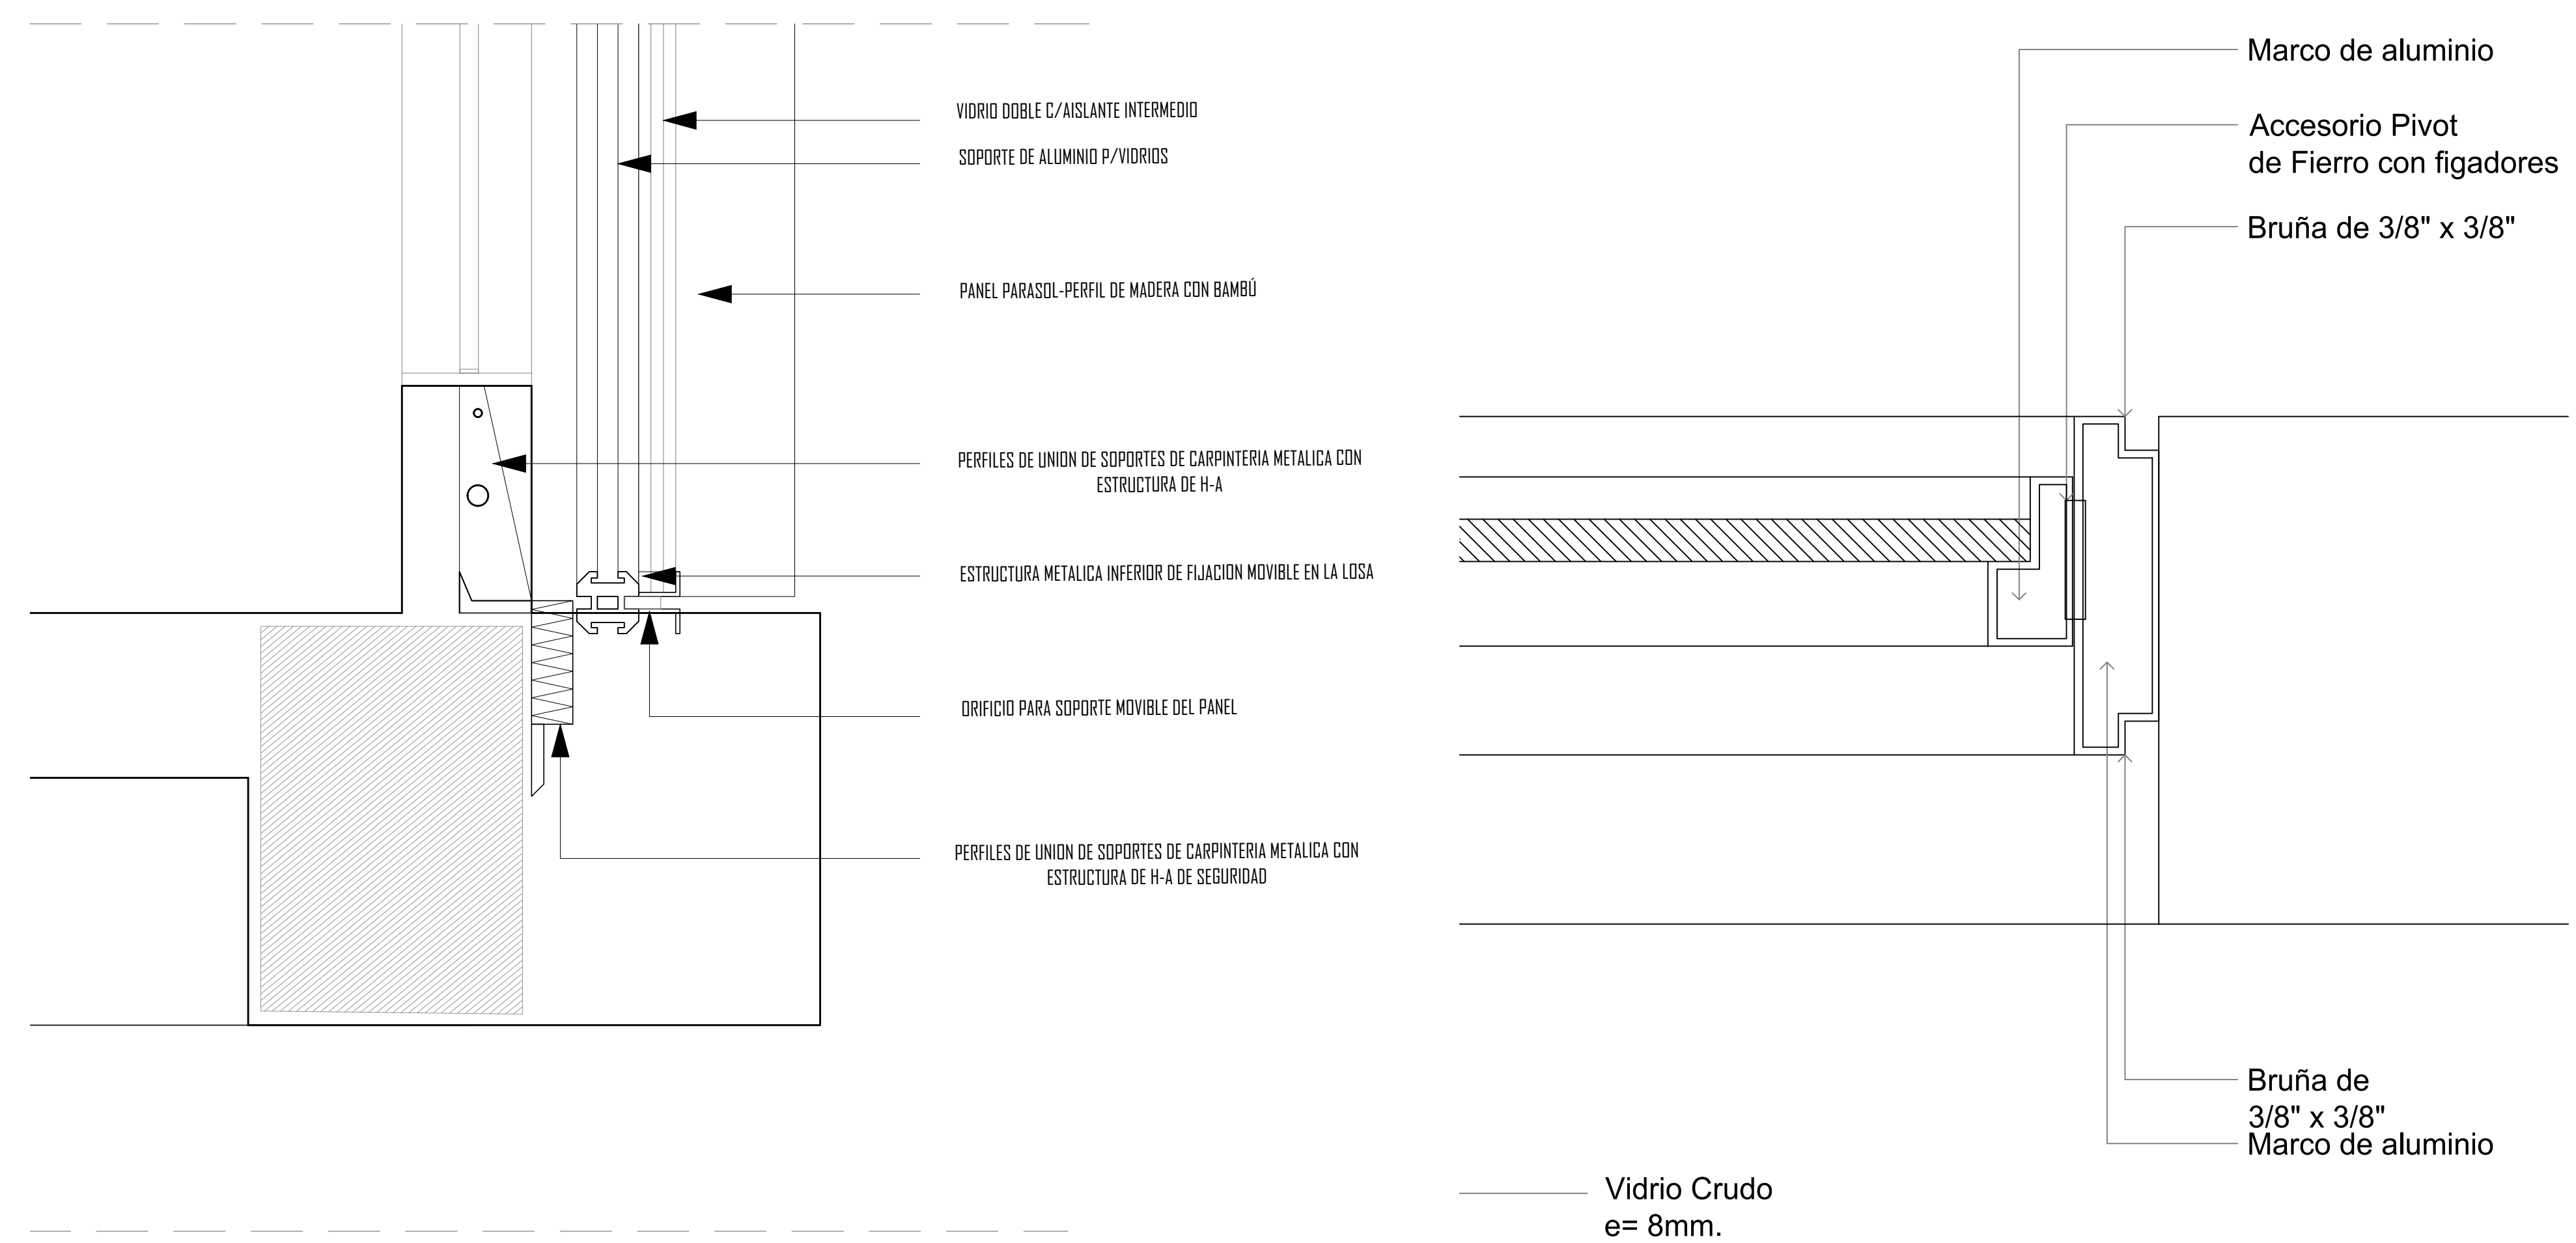 VIDRIO DOBLE C/AISLANTE INTERMEDIO
SOPORTE DE ALUMINIO P/VIDRIOS
PANEL PARASOL-PERFIL DE MADERA CON BAMBÚ
PERFILES DE UNION DE SOPORTES DE CARPINTERIA METALICA CON
ESTRUCTURA DE H-A
ESTRUCTURA METALICA INFERIOR DE FIJACION MOVIBLE EN LA LOSA
ORIFICIO PARA SOPORTE MOVIBLE DEL PANEL
PERFILES DE UNION DE SOPORTES DE CARPINTERIA METALICA CON
ESTRUCTURA DE H-A DE SEGURIDAD
Marco de aluminio
Accesorio Pivot
de Fierro con figadores
Bruña de 3/8" x 3/8"
Bruña de
3/8" x 3/8"
Marco de aluminio
Vidrio Crudo
e= 8mm.